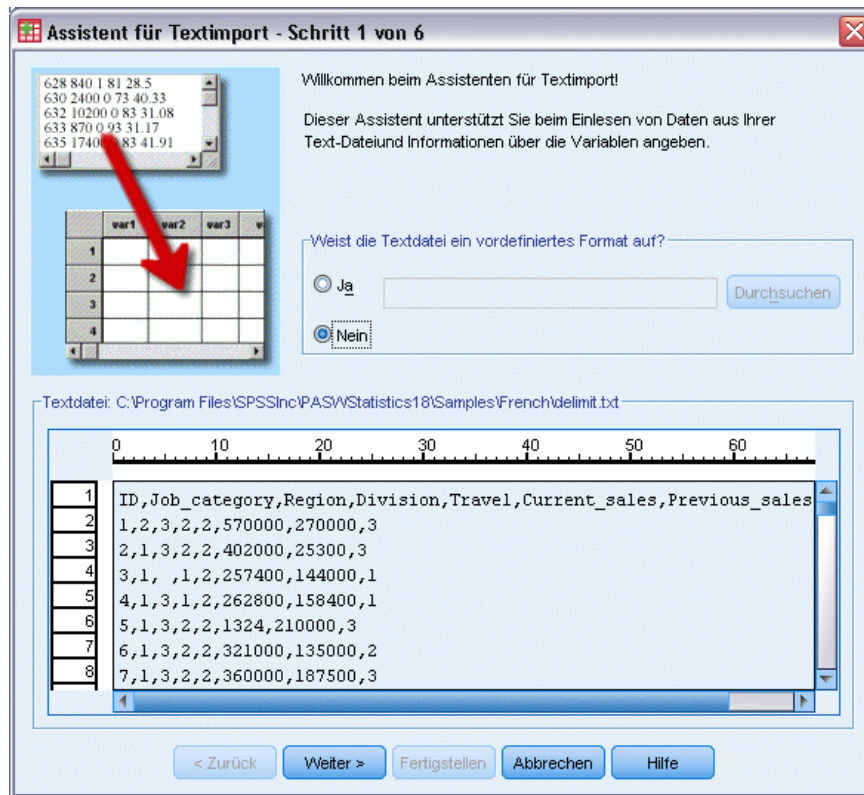 Assistent für Textimport - Schritt 1 von 6
628 840 1 81 28.5
630 2400 0 73 40.33
632 10200 0 83 31.08
633 870 0 93 31.17
635 1740 83 41.91
var1 var2 var3 v
1
2
3
4
Willkommen beim Assistenten für Textimport!
Dieser Assistent unterstützt Sie beim Einlesen von Daten aus Ihrer
Text-Dateiund Informationen über die Variablen angeben.
Weist die Textdatei ein vordefiniertes Format auf?
Ja
Durchsuchen
Nein
Textdatei: C:\Program Files\SPSSInc\PASWStatistics18\Samples\French\delimit.txt
0 10 20 30 40 50 60
1 ID,Job_category,Region,Division,Travel,Current_sales,Previous_sales
2 1,2,3,2,2,570000,270000,3
3 2,1,3,2,2,402000,25300,3
4 3,1, ,1,2,257400,144000,1
5 4,1,3,1,2,262800,158400,1
6 5,1,3,2,2,1324,210000,3
7 6,1,3,2,2,321000,135000,2
8 7,1,3,2,2,360000,187500,3
< Zurück Weiter > Fertigstellen Abbrechen Hilfe